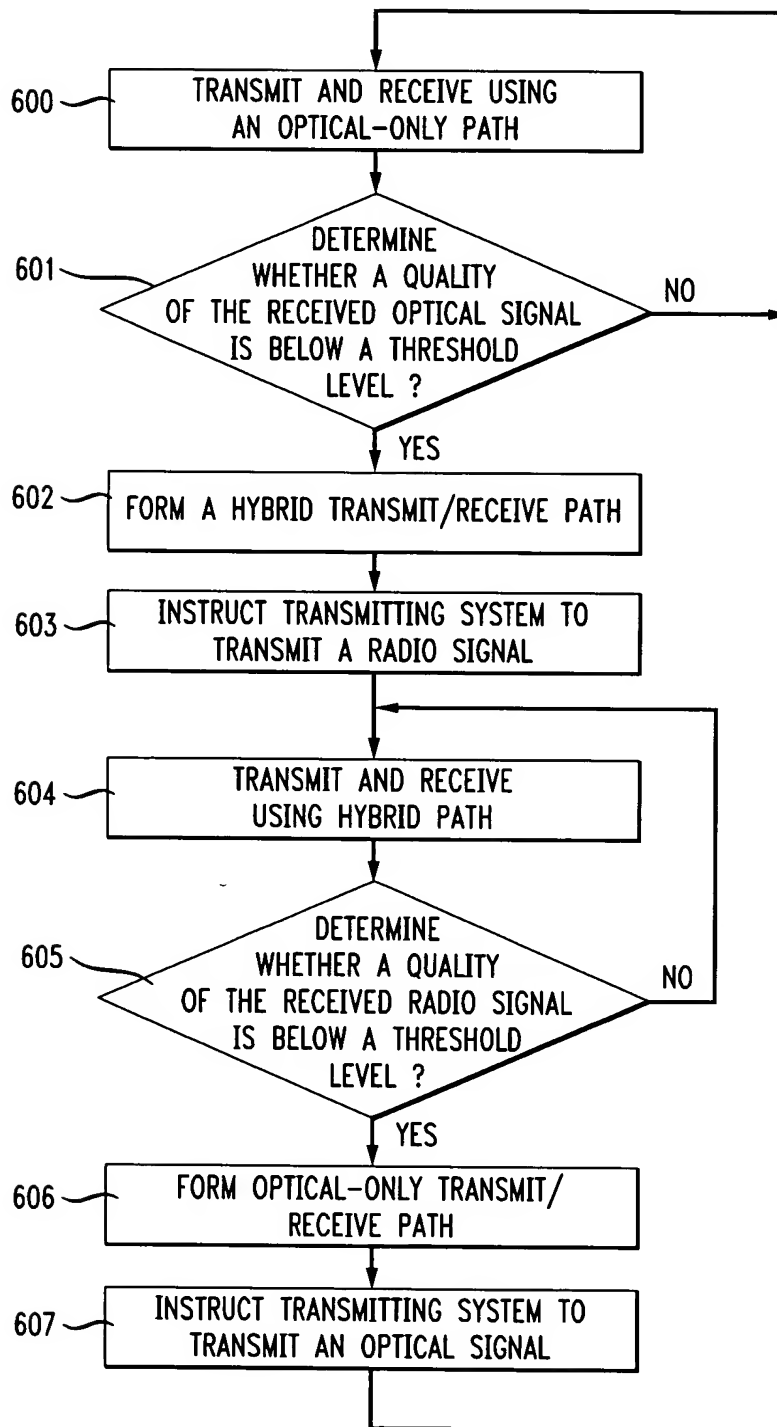 600
TRANSMIT AND RECEIVE USING
AN OPTICAL-ONLY PATH
601
DETERMINE
WHETHER A QUALITY
OF THE RECEIVED OPTICAL SIGNAL
IS BELOW A THRESHOLD
LEVEL ?
NO
YES
602
FORM A HYBRID TRANSMIT/RECEIVE PATH
603
INSTRUCT TRANSMITTING SYSTEM TO
TRANSMIT A RADIO SIGNAL
604
TRANSMIT AND RECEIVE
USING HYBRID PATH
605
DETERMINE
WHETHER A QUALITY
OF THE RECEIVED RADIO SIGNAL
IS BELOW A THRESHOLD
LEVEL ?
NO
YES
606
FORM OPTICAL-ONLY TRANSMIT/
RECEIVE PATH
607
INSTRUCT TRANSMITTING SYSTEM TO
TRANSMIT AN OPTICAL SIGNAL